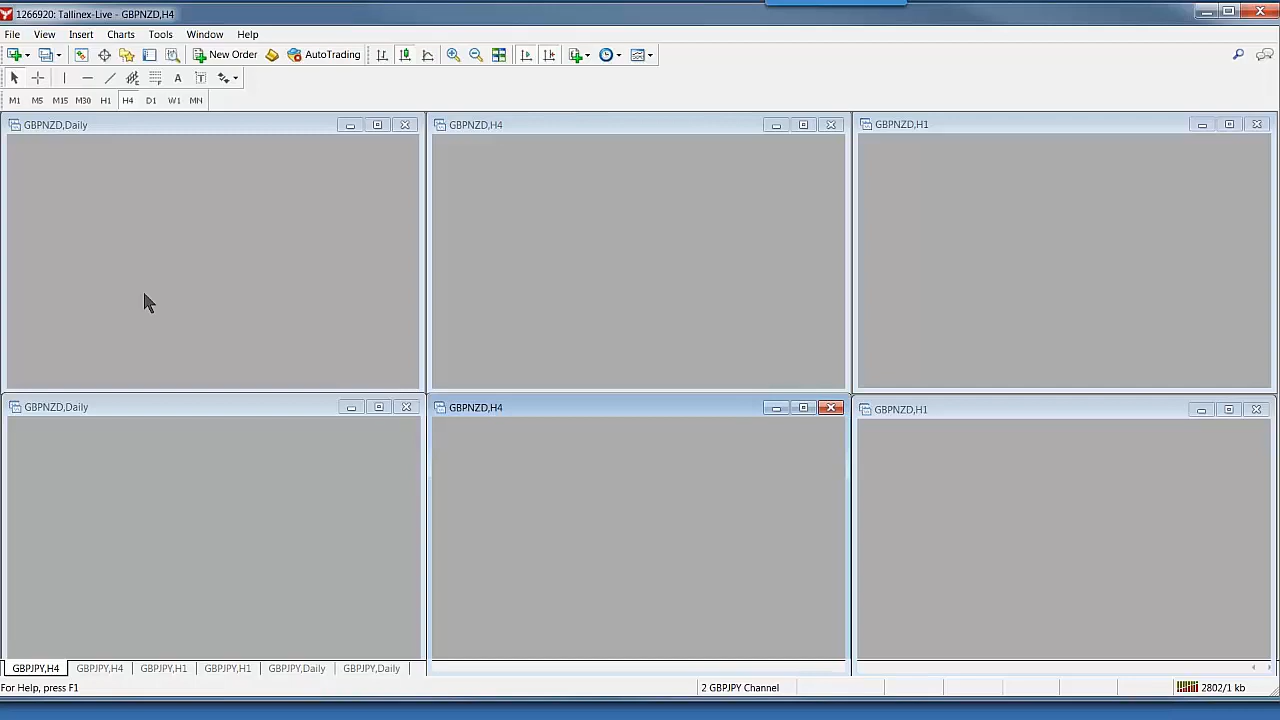 1266920: Tallinex-Live - GBPNZD,H4
File View Insert Charts Tools Window Help
New Order AutoTrading
A T
M1 M5 M15 M30 H1 H4 D1 W1 MN
GBPNZD,Daily GBPNZD,H4 GBPNZD,H1
GBPNZD,Daily GBPNZD,H4 GBPNZD,H1
GBPJPY,H4 GBPJPY,H4 GBPJPY,H1 GBPJPY,H1 GBPJPY,Daily GBPJPY,Daily
For Help, press F1 2 GBPJPY Channel 2802/1 kb